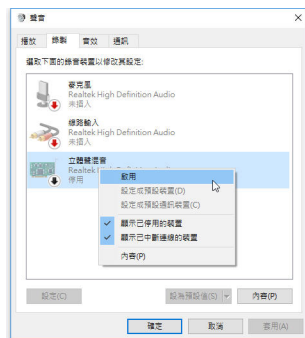 聲音
播放 錄製 音效 通訊
選取下面的錄音裝置以修改其設定:
麥克風
Realtek High Definition Audio
未插入
線路輸入
Realtek High Definition Audio
未插入
立體聲混音
Realtek
停用
啟用
設定成預設裝置(D)
設定成預設通訊裝置(C)
顯示已停用的裝置
顯示已中斷連線的裝置
內容(P)
設定(C) 設為預設值(S) 內容(P)
確定 取消 套用(A)